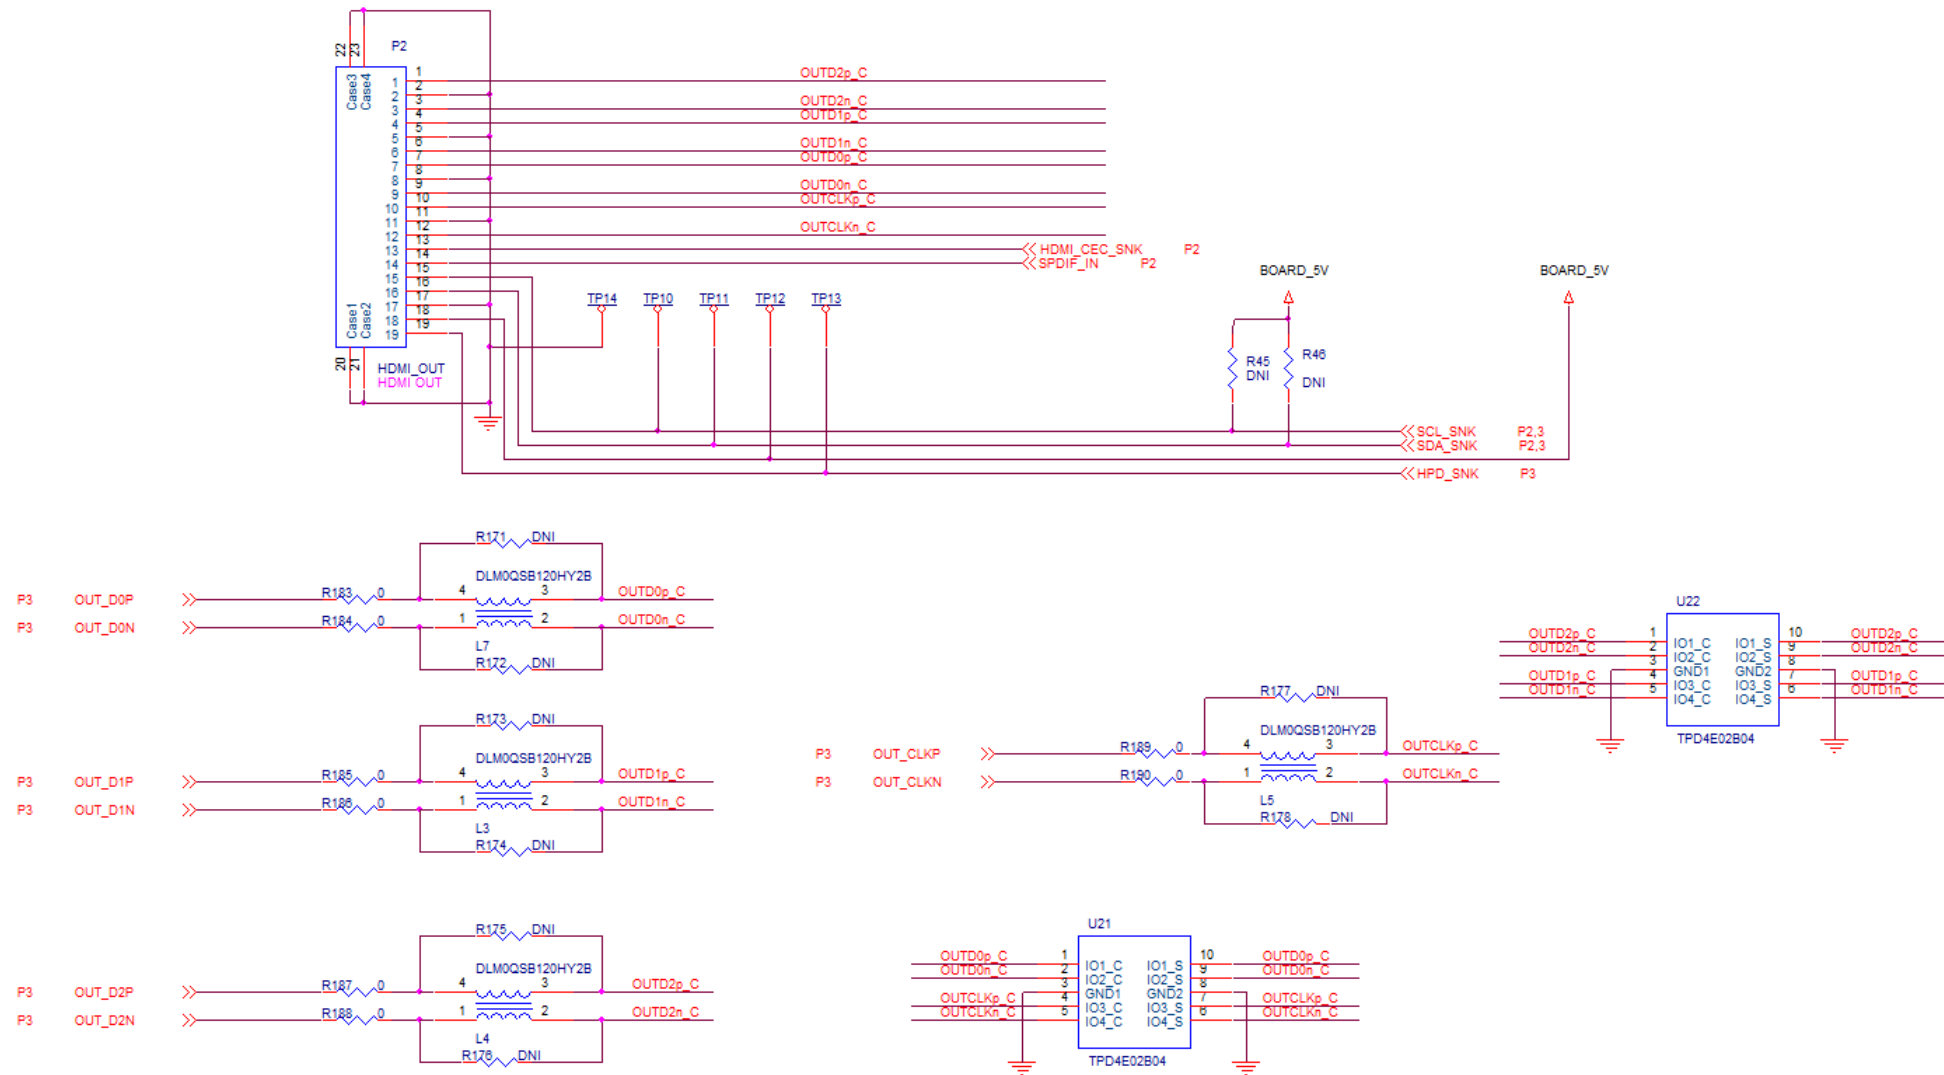 22
23
P2
Case3
Case4
1 1 OUTD2p_C
2 2
3 3 OUTD2n_C
4 4 OUTD1p_C
5 5
6 6 OUTD1n_C
7 7 OUTD0p_C
8 8
9 9 OUTD0n_C
10 10 OUTCLKp_C
11 11
12 12 OUTCLKn_C
13 13 HDMI_CEC_SNK P2
14 14 SPDIF_IN P2
15 15
16 16
17 17
18 18
19 19
Case1
Case2
20
21
HDMI_OUT
HDMI OUT
TP14 TP10 TP11 TP12 TP13
BOARD_5V BOARD_5V
R45
DNI
R46
DNI
SCL_SNK P2,3
SDA_SNK P2,3
HPD_SNK P3
R171 DNI
DLM0QSB120HY2B
P3 OUT_D0P R183 0 4 3 OUTD0p_C
P3 OUT_D0N R184 0 1 2 OUTD0n_C
L7
R172 DNI
R173 DNI
DLM0QSB120HY2B
P3 OUT_D1P R185 0 4 3 OUTD1p_C
P3 OUT_D1N R186 0 1 2 OUTD1n_C
L3
R174 DNI
R175 DNI
DLM0QSB120HY2B
P3 OUT_D2P R187 0 4 3 OUTD2p_C
P3 OUT_D2N R188 0 1 2 OUTD2n_C
L4
R176 DNI
R177 DNI
DLM0QSB120HY2B
P3 OUT_CLKP R189 0 4 3 OUTCLKp_C
P3 OUT_CLKN R190 0 1 2 OUTCLKn_C
L5
R178 DNI
U22
OUTD2p_C 1 IO1_C IO1_S 10 OUTD2p_C
OUTD2n_C 2 IO2_C IO2_S 9 OUTD2n_C
3 GND1 GND2 8
OUTD1p_C 4 IO3_C IO3_S 7 OUTD1p_C
OUTD1n_C 5 IO4_C IO4_S 6 OUTD1n_C
TPD4E02B04
U21
OUTD0p_C 1 IO1_C IO1_S 10 OUTD0p_C
OUTD0n_C 2 IO2_C IO2_S 9 OUTD0n_C
3 GND1 GND2 8
OUTCLKp_C 4 IO3_C IO3_S 7 OUTCLKp_C
OUTCLKn_C 5 IO4_C IO4_S 6 OUTCLKn_C
TPD4E02B04